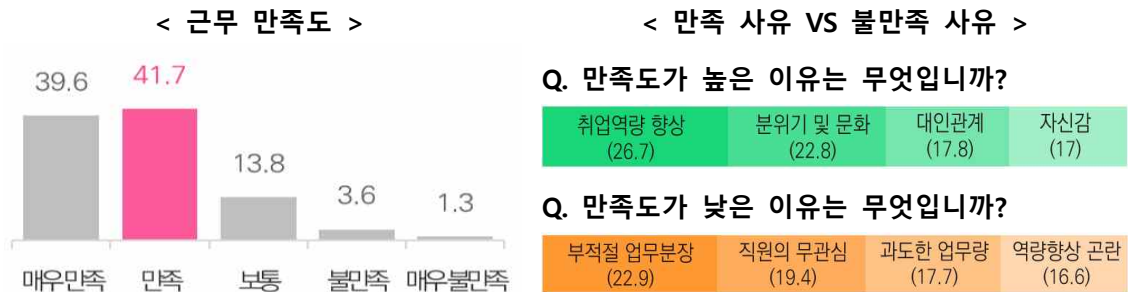 < 근무 만족도 >
39.6
41.7
13.8
3.6
1.3
매우만족 만족 보통 불만족 매우불만족
< 만족 사유 VS 불만족 사유 >
Q. 만족도가 높은 이유는 무엇입니까?
취업역량 향상 분위기 및 문화 대인관계 자신감
(26.7) (22.8) (17.8) (17)
Q. 만족도가 낮은 이유는 무엇입니까?
부적절 업무분장 직원의 무관심 과도한 업무량 역량향상 곤란
(22.9) (19.4) (17.7) (16.6)